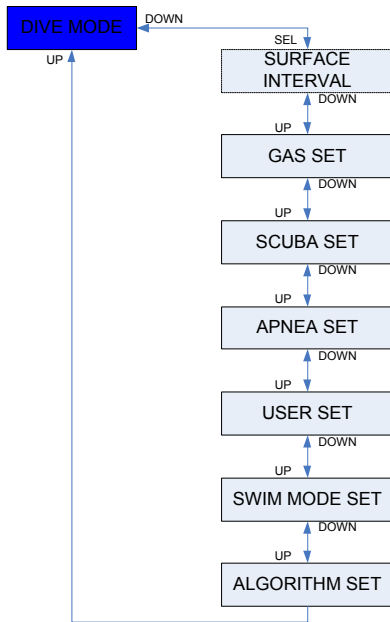 DIVE MODE
DOWN
UP
SEL
SURFACE
INTERVAL
DOWN
UP
GAS SET
DOWN
UP
SCUBA SET
DOWN
UP
APNEA SET
DOWN
UP
USER SET
DOWN
UP
SWIM MODE SET
DOWN
UP
ALGORITHM SET